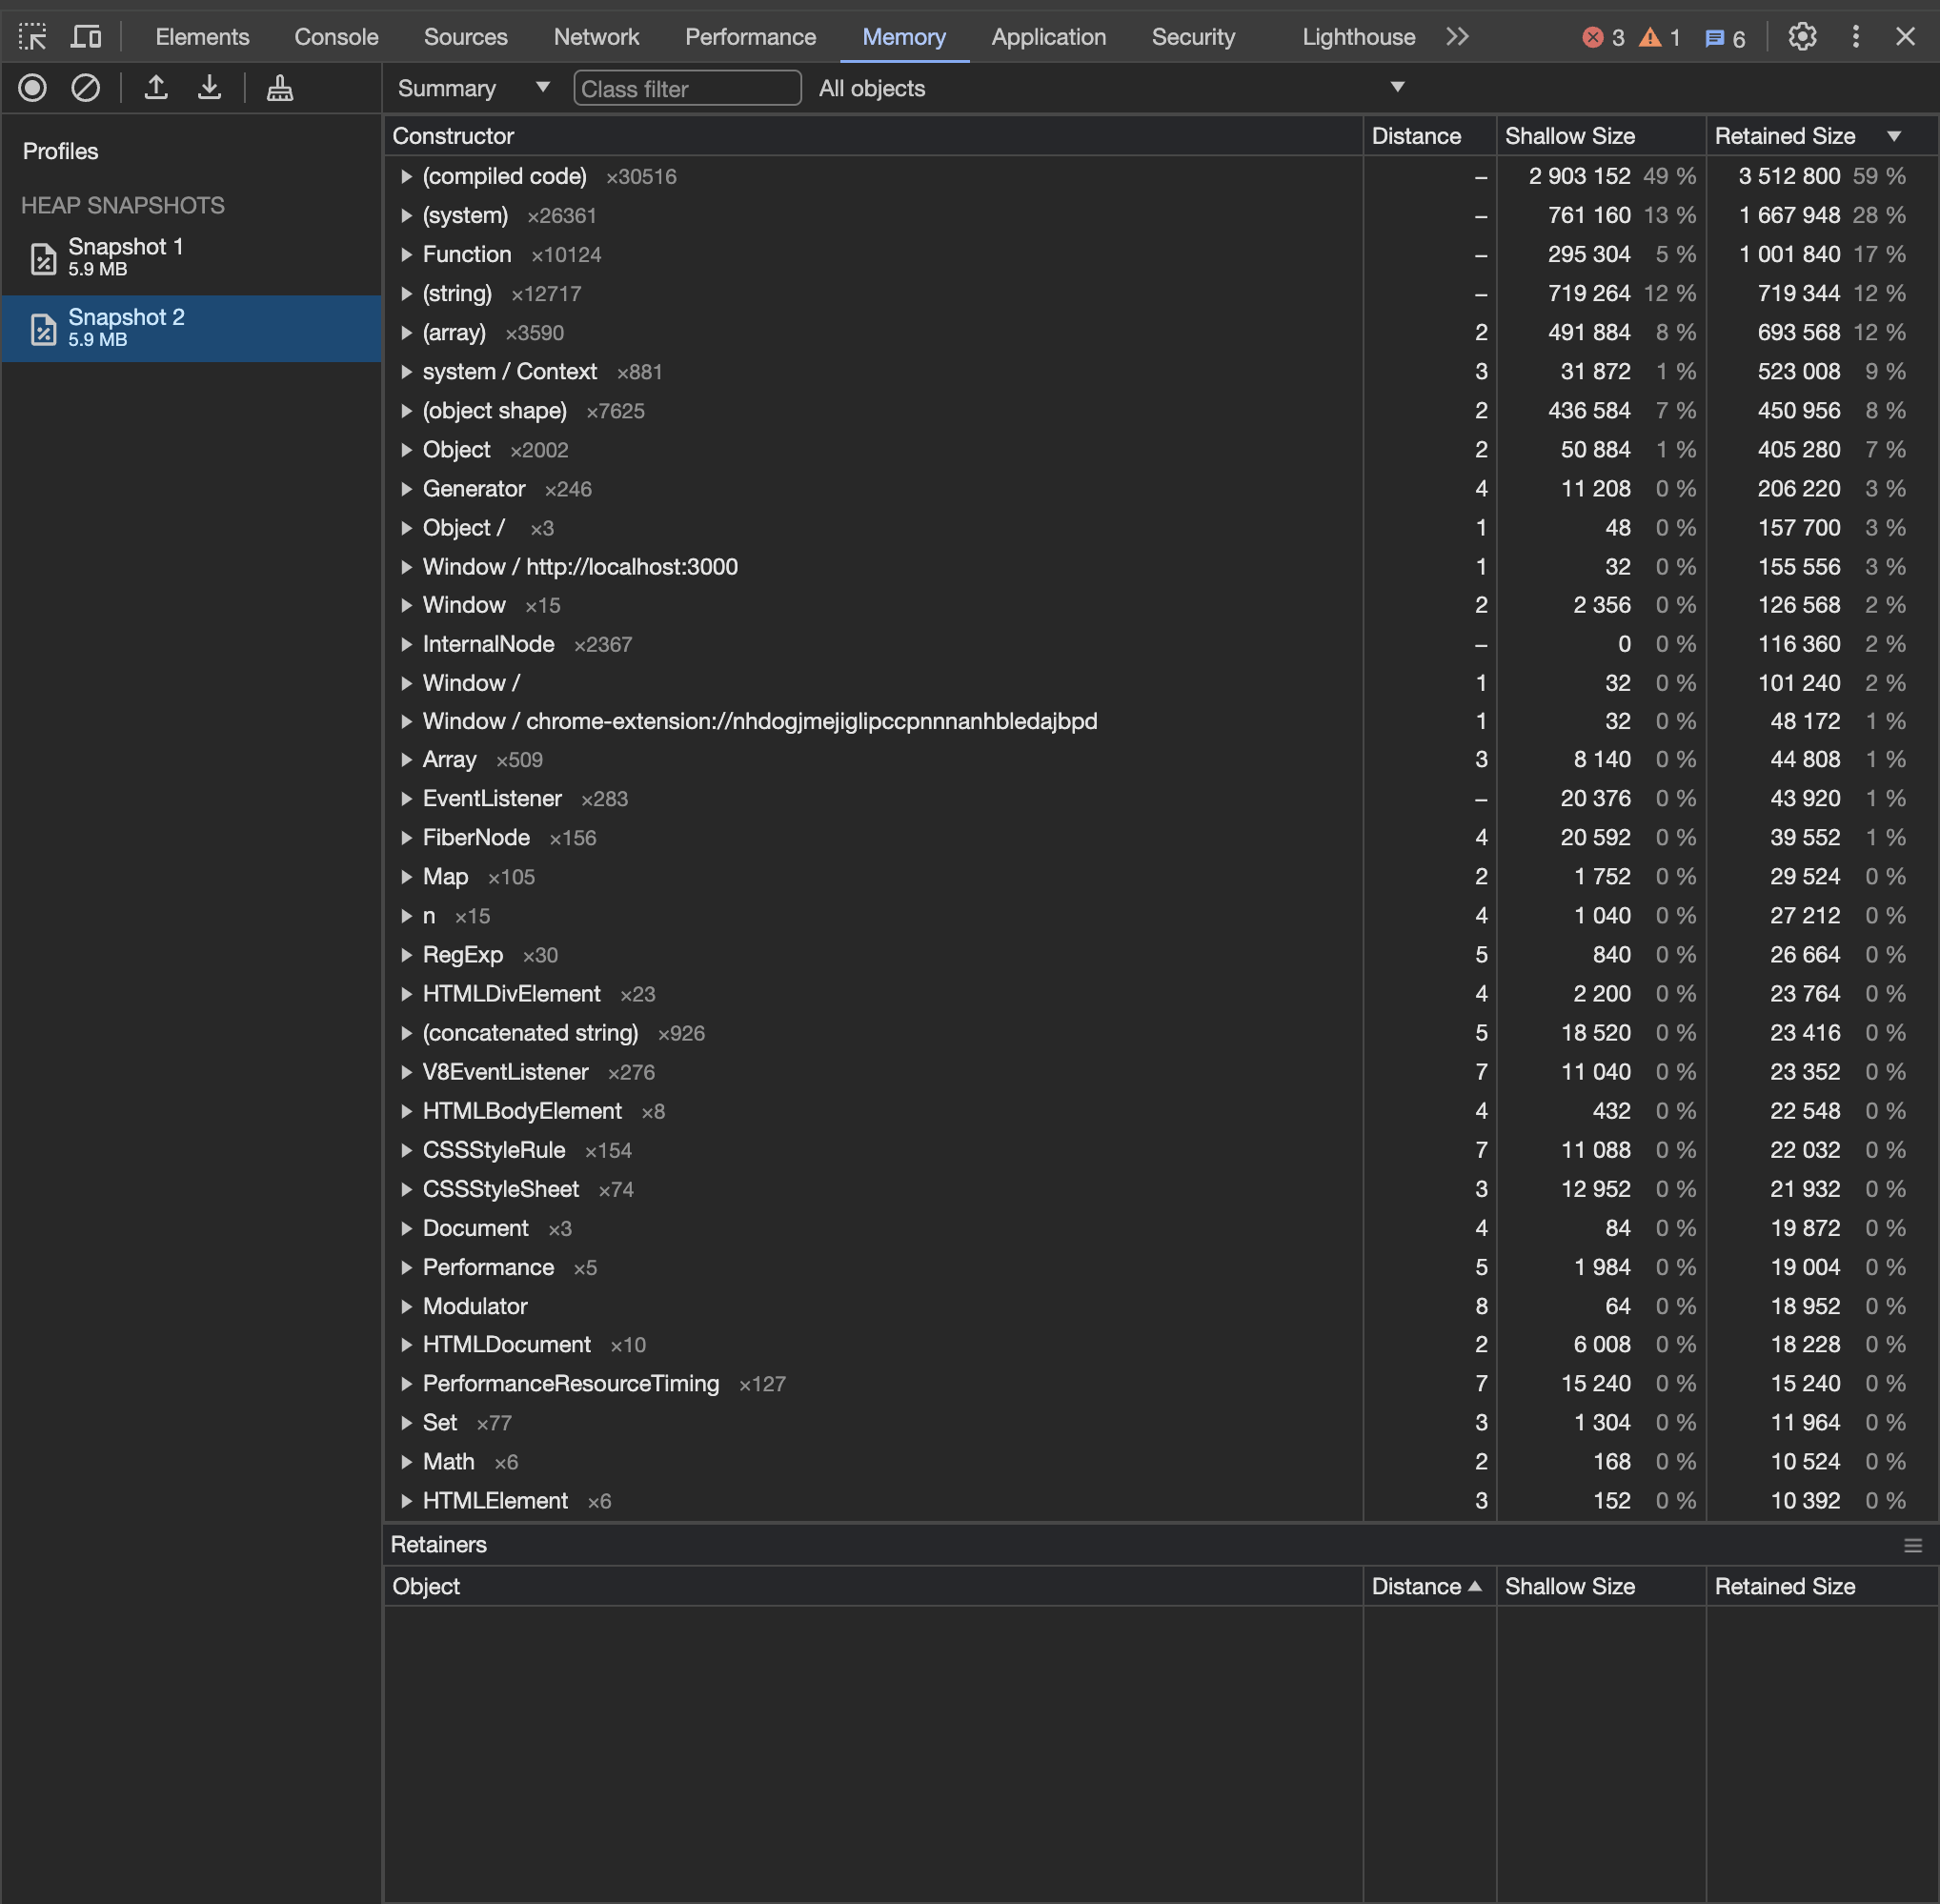 Elements Console Sources Network Performance Memory Application Security Lighthouse 3 1 6
Summary Class filter All objects
Profiles
HEAP SNAPSHOTS
Snapshot 1
5.9 MB
Snapshot 2
5.9 MB
Constructor Distance Shallow Size Retained Size
(compiled code) ×30516 – 2 903 152 49 % 3 512 800 59 %
(system) ×26361 – 761 160 13 % 1 667 948 28 %
Function ×10124 – 295 304 5 % 1 001 840 17 %
(string) ×12717 – 719 264 12 % 719 344 12 %
(array) ×3590 2 491 884 8 % 693 568 12 %
system / Context ×881 3 31 872 1 % 523 008 9 %
(object shape) ×7625 2 436 584 7 % 450 956 8 %
Object ×2002 2 50 884 1 % 405 280 7 %
Generator ×246 4 11 208 0 % 206 220 3 %
Object / ×3 1 48 0 % 157 700 3 %
Window / http://localhost:3000 1 32 0 % 155 556 3 %
Window ×15 2 2 356 0 % 126 568 2 %
InternalNode ×2367 – 0 0 % 116 360 2 %
Window / 1 32 0 % 101 240 2 %
Window / chrome-extension://nhdogjmejiglipccpnnnanhbledajbpd 1 32 0 % 48 172 1 %
Array ×509 3 8 140 0 % 44 808 1 %
EventListener ×283 – 20 376 0 % 43 920 1 %
FiberNode ×156 4 20 592 0 % 39 552 1 %
Map ×105 2 1 752 0 % 29 524 0 %
n ×15 4 1 040 0 % 27 212 0 %
RegExp ×30 5 840 0 % 26 664 0 %
HTMLDivElement ×23 4 2 200 0 % 23 764 0 %
(concatenated string) ×926 5 18 520 0 % 23 416 0 %
V8EventListener ×276 7 11 040 0 % 23 352 0 %
HTMLBodyElement ×8 4 432 0 % 22 548 0 %
CSSStyleRule ×154 7 11 088 0 % 22 032 0 %
CSSStyleSheet ×74 3 12 952 0 % 21 932 0 %
Document ×3 4 84 0 % 19 872 0 %
Performance ×5 5 1 984 0 % 19 004 0 %
Modulator 8 64 0 % 18 952 0 %
HTMLDocument ×10 2 6 008 0 % 18 228 0 %
PerformanceResourceTiming ×127 7 15 240 0 % 15 240 0 %
Set ×77 3 1 304 0 % 11 964 0 %
Math ×6 2 168 0 % 10 524 0 %
HTMLElement ×6 3 152 0 % 10 392 0 %
Retainers
Object Distance Shallow Size Retained Size